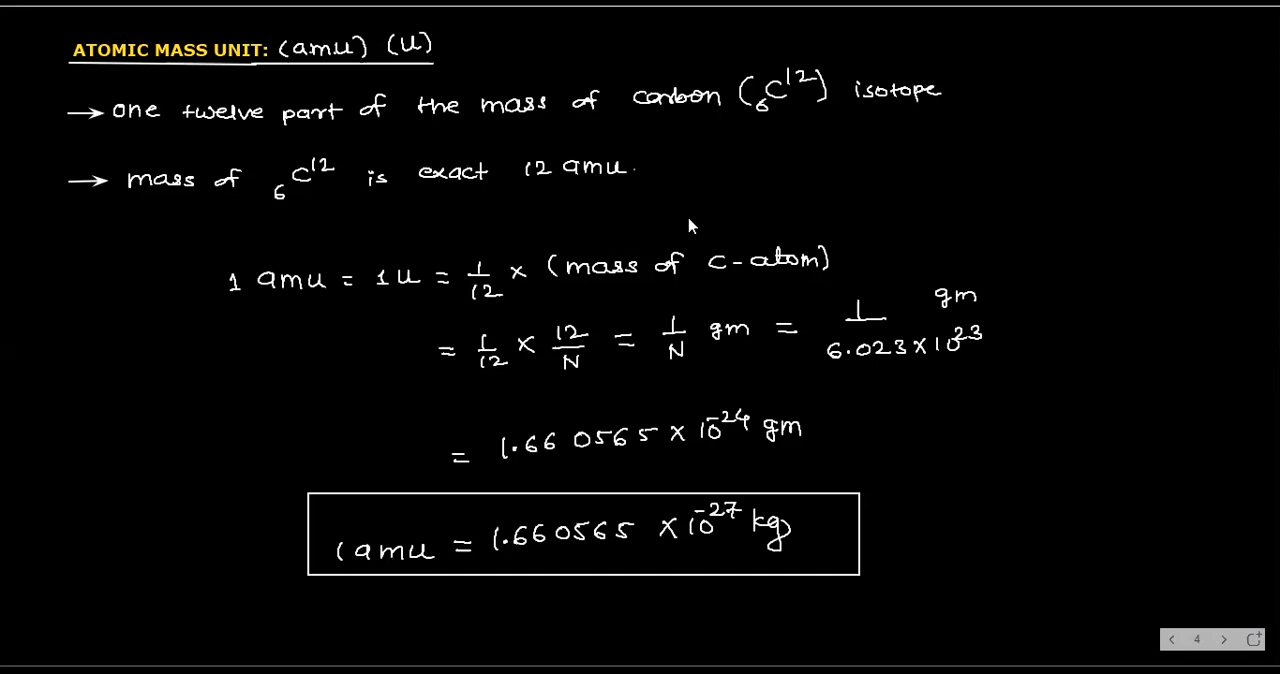 ATOMIC MASS UNIT: (amu) (u)
→ one twelve part of the mass of carbon (₆C¹²) isotope
→ mass of ₆C¹² is exact 12 amu.
1 amu = 1u = 1/12 × (mass of c-atom)
= 1/12 × 12/N = 1/N gm = 1/6.023×10²³ gm
= 1.660565 × 10⁻²⁴ gm
1 amu = 1.660565 × 10⁻²⁷ kg
4